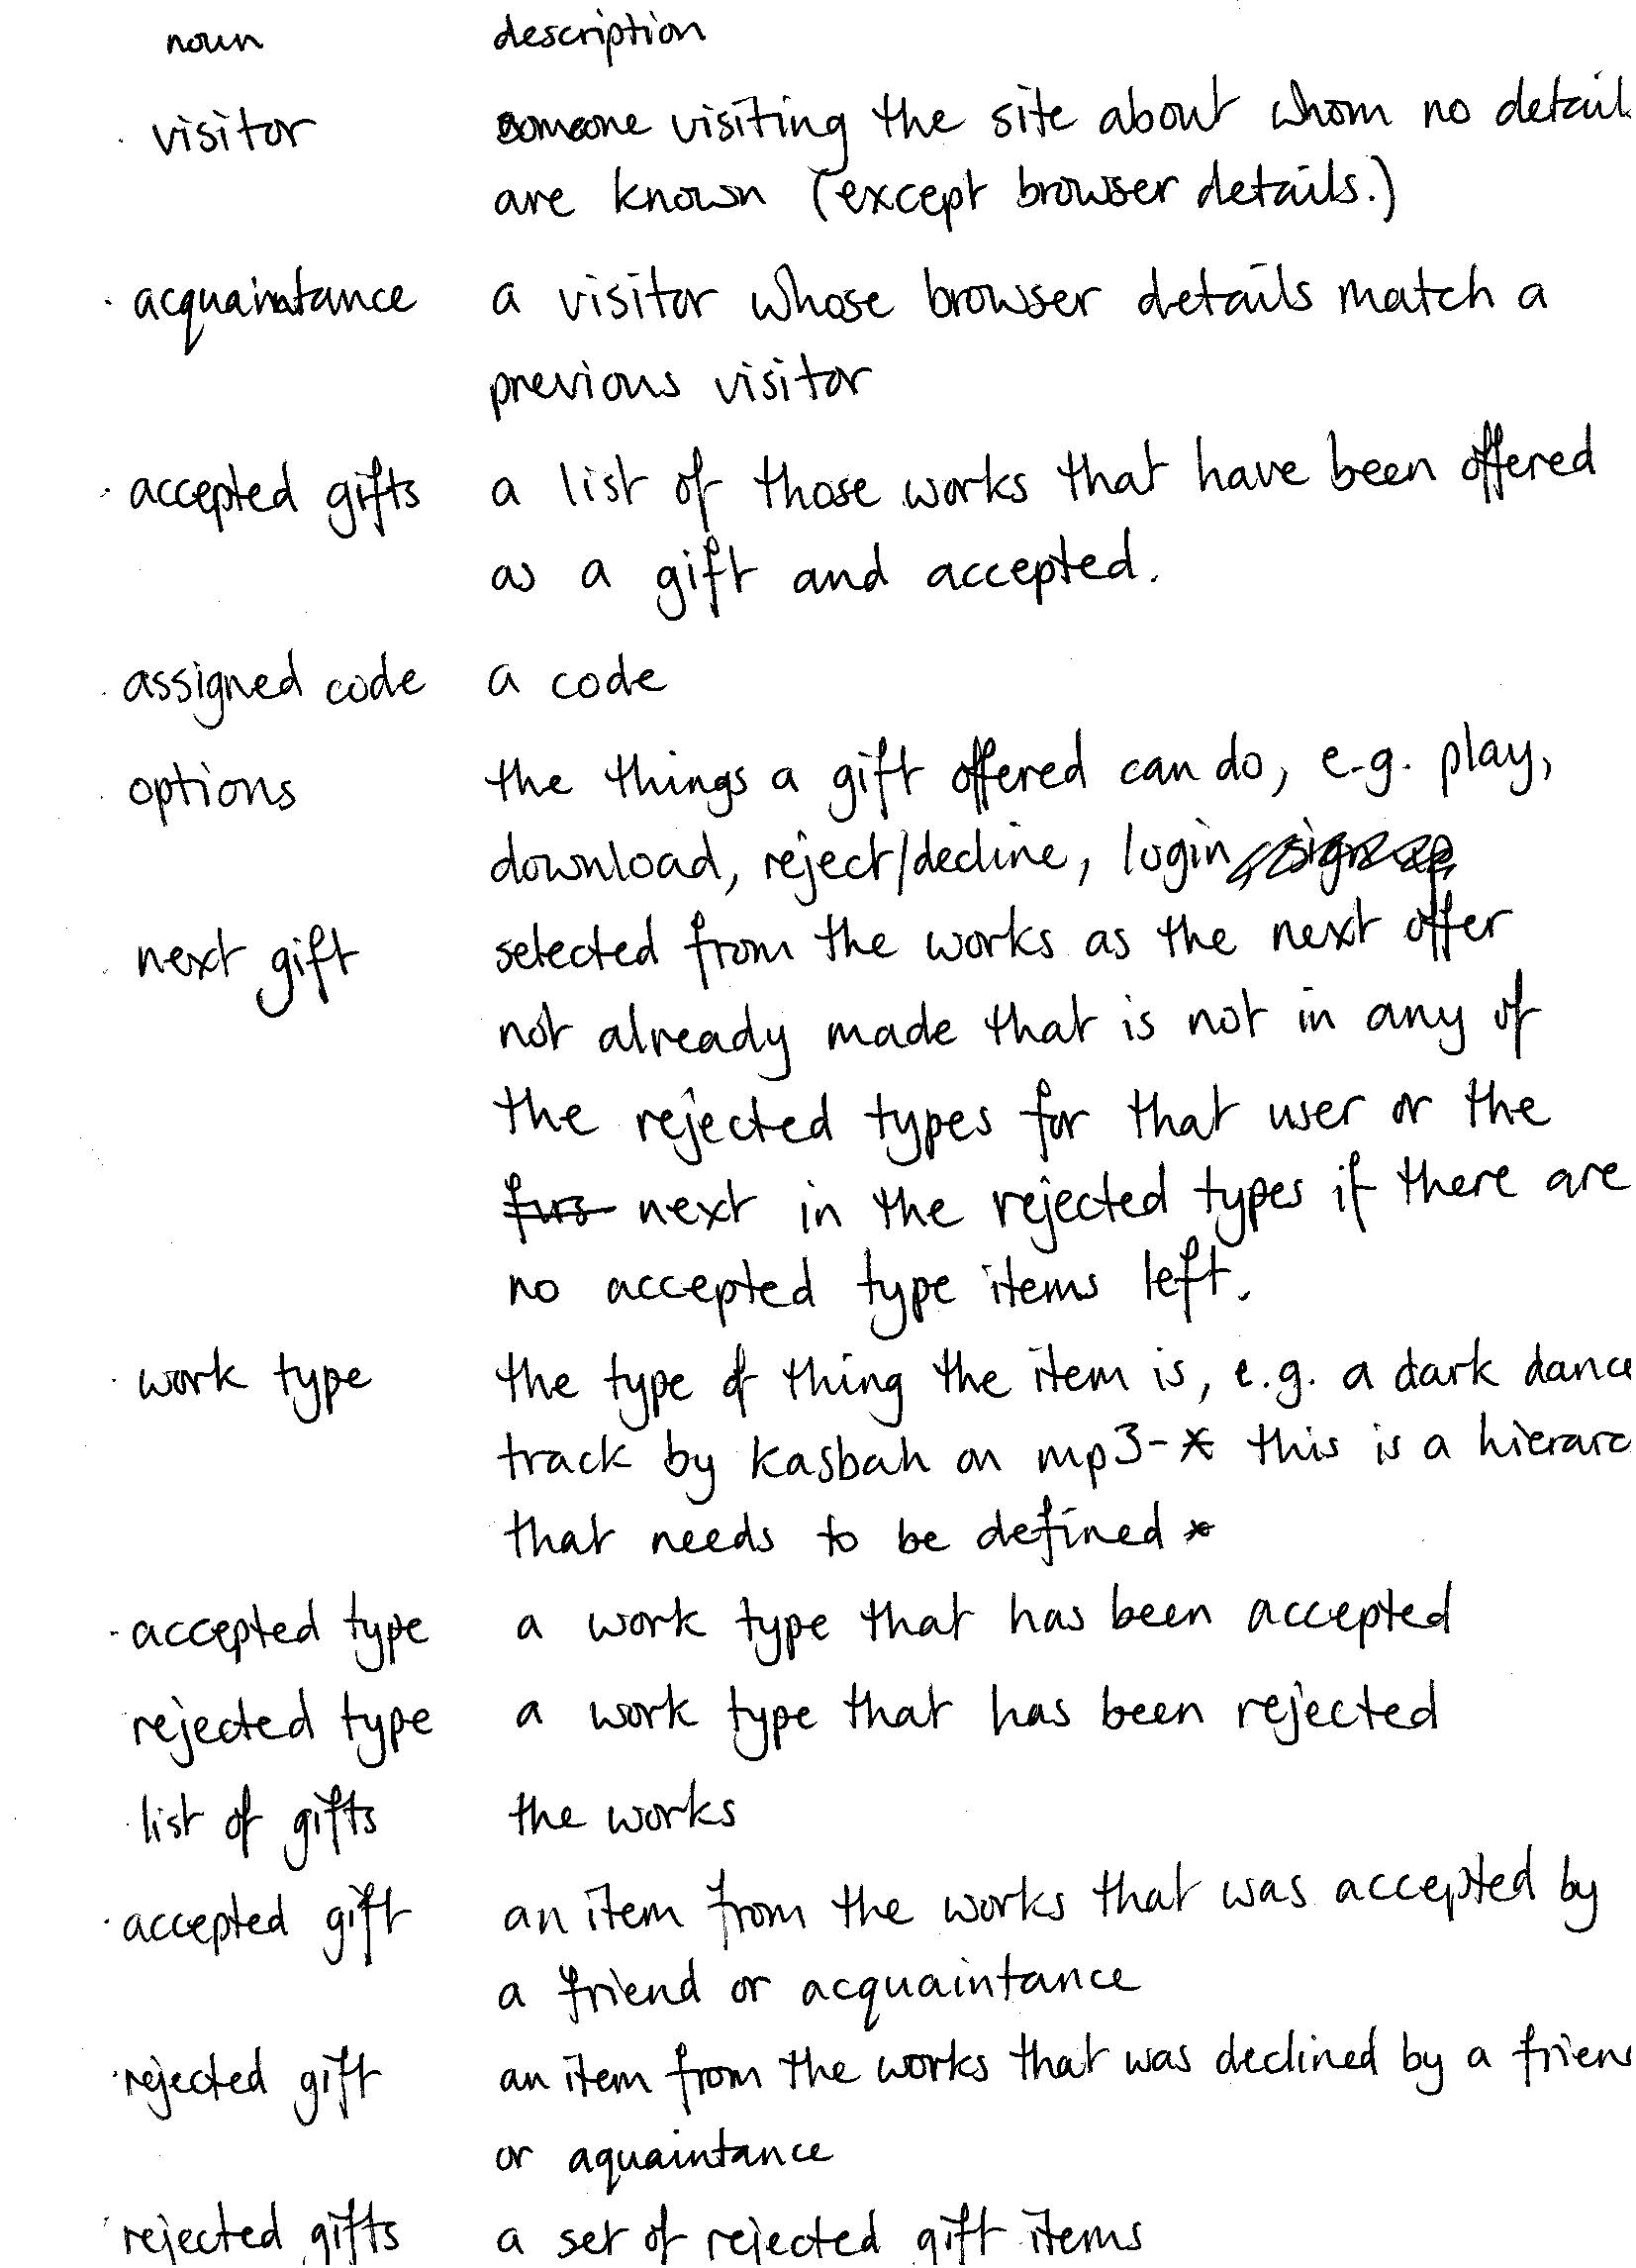 noun description
· visitor someone visiting the site about whom no detail
are known (except browser details.)
· acquaintance a visitor whose browser details match a
previous visitor
· accepted gifts a list of those works that have been offered
as a gift and accepted.
· assigned code a code
· options the things a gift offered can do, e.g. play,
download, reject/decline, login
· next gift selected from the works as the next offer
not already made that is not in any of
the rejected types for that user or the
next in the rejected types if there are
no accepted type items left.
· work type the type of thing the item is, e.g. a dark dance
track by kasbah on mp3-* this is a hierarc
that needs to be defined *
· accepted type a work type that has been accepted
· rejected type a work type that has been rejected
· list of gifts the works
· accepted gift an item from the works that was accepted by
a friend or acquaintance
· rejected gift an item from the works that was declined by a frien
or aquaintance
· rejected gifts a set of rejected gift items